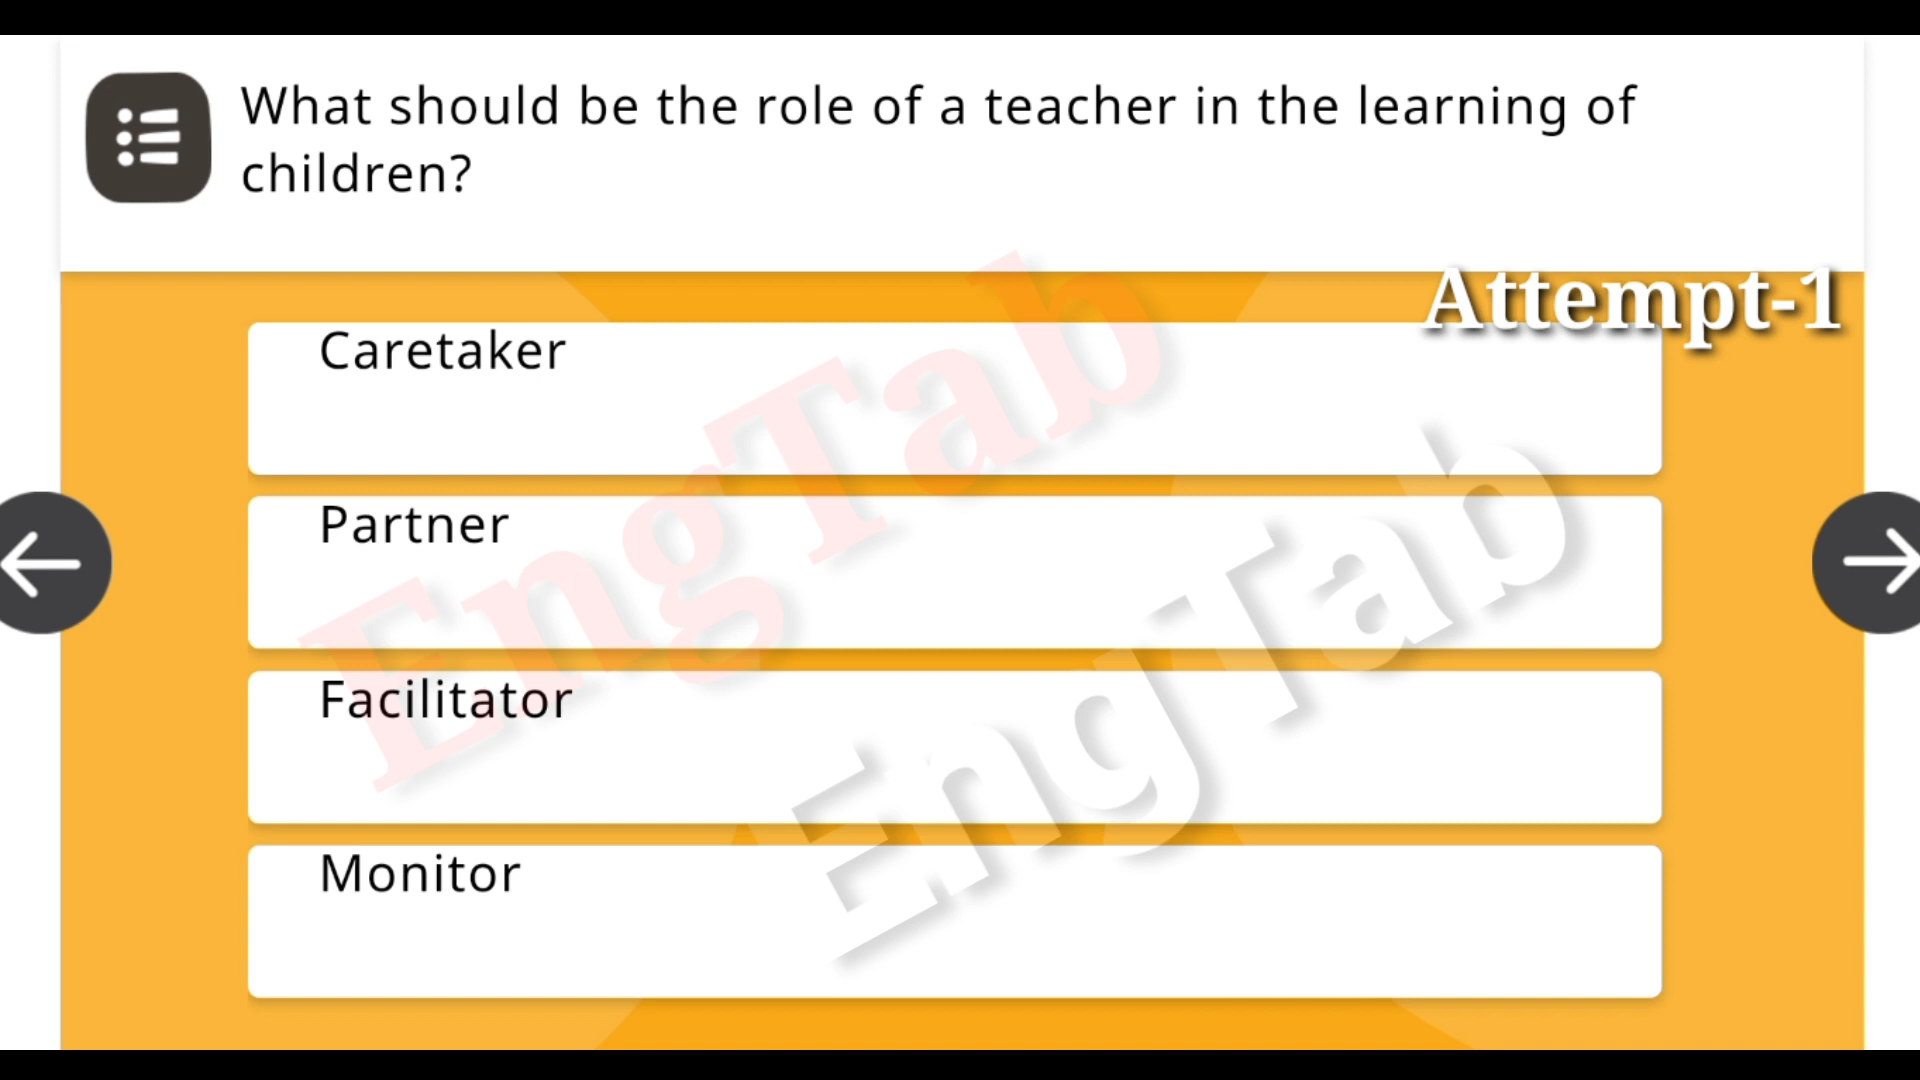 What should be the role of a teacher in the learning of
children?
Attempt-1
Caretaker
Partner
Facilitator
Monitor
EngTab
EngTab